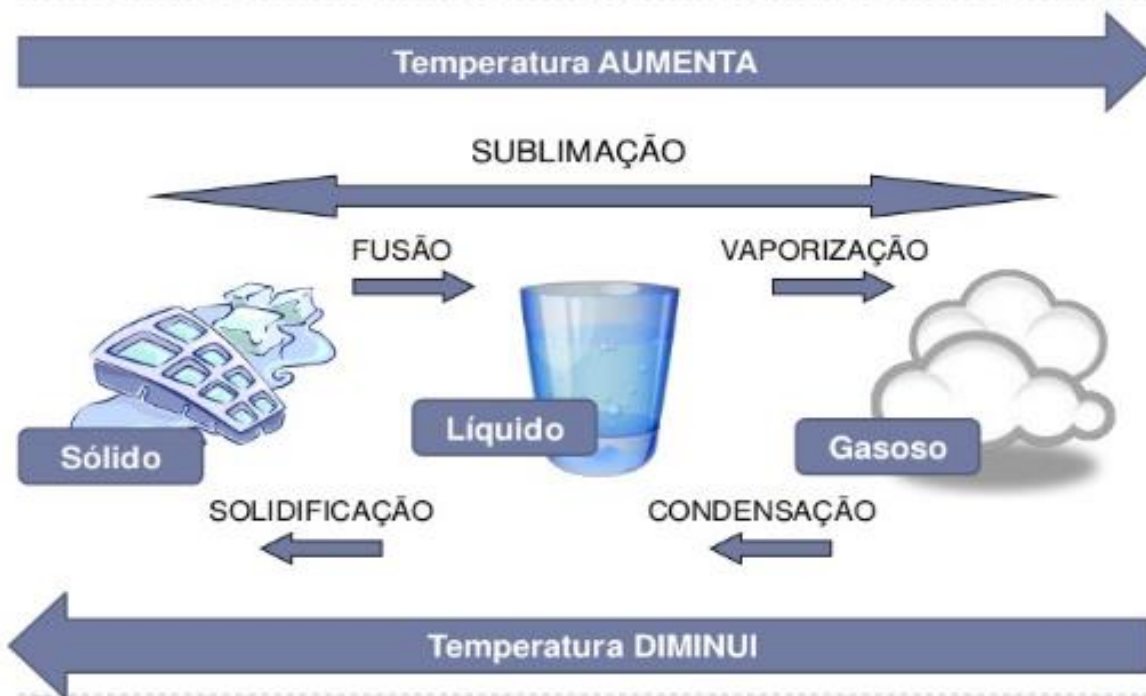 Temperatura AUMENTA
SUBLIMAÇÃO
FUSÃO
VAPORIZAÇÃO
Sólido
Líquido
Gasoso
SOLIDIFICAÇÃO
CONDENSAÇÃO
Temperatura DIMINUI